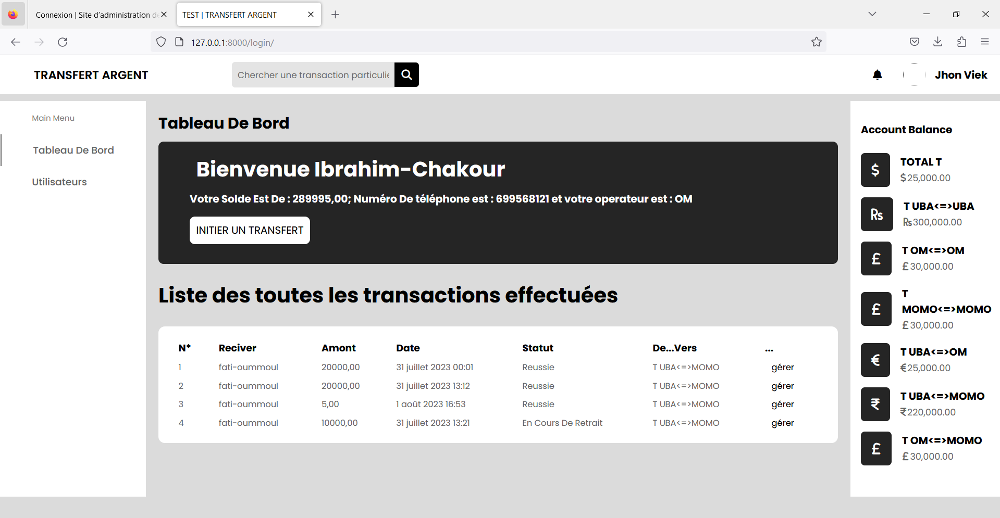 Connexion | Site d'administration de
TEST | TRANSFERT ARGENT
127.0.0.1:8000/login/
TRANSFERT ARGENT
Chercher une transaction particulie
Jhon Viek
Main Menu
Tableau De Bord
Utilisateurs
Tableau De Bord
Bienvenue Ibrahim-Chakour
Votre Solde Est De : 289995,00; Numéro De téléphone est : 699568121 et votre operateur est : OM
INITIER UN TRANSFERT
Liste des toutes les transactions effectuées
N* Reciver Amont Date Statut De...Vers ...
1 fati-oummoul 20000,00 31 juillet 2023 00:01 Reussie T UBA<=>MOMO gérer
2 fati-oummoul 20000,00 31 juillet 2023 13:12 Reussie T UBA<=>MOMO gérer
3 fati-oummoul 5,00 1 août 2023 16:53 Reussie T UBA<=>MOMO gérer
4 fati-oummoul 10000,00 31 juillet 2023 13:21 En Cours De Retrait T UBA<=>MOMO gérer
Account Balance
$
TOTAL T
$25,000.00
₨
T UBA<=>UBA
₨300,000.00
£
T OM<=>OM
£30,000.00
£
T
MOMO<=>MOMO
£30,000.00
€
T UBA<=>OM
€25,000.00
₹
T UBA<=>MOMO
₹220,000.00
£
T OM<=>MOMO
£30,000.00